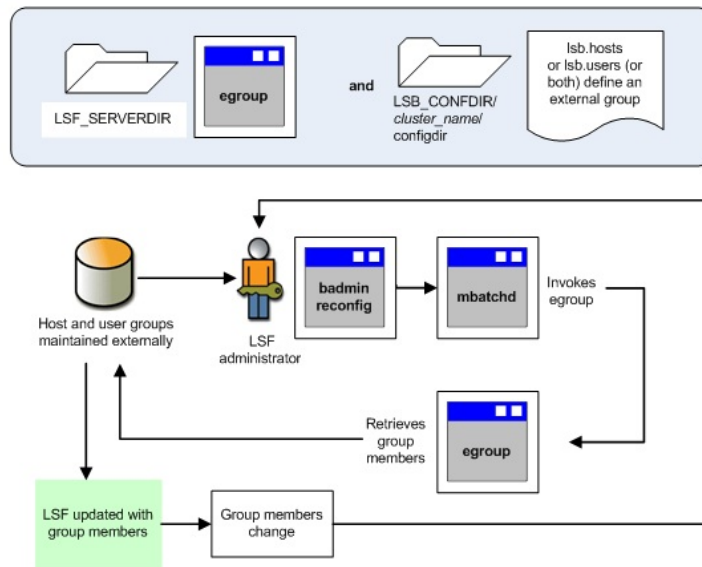 LSF_SERVERDIR
egroup
and
LSB_CONFDIR/
cluster_name/
configdir
lsb.hosts
or lsb.users (or
both) define an
external group
Host and user groups
maintained externally
LSF
administrator
badmin
reconfig
mbatchd
Invokes
egroup
Retrieves
group
members
egroup
LSF updated with
group members
Group members
change